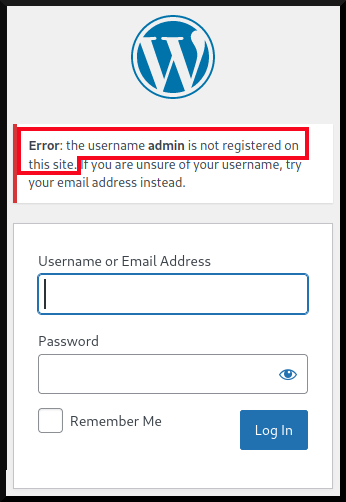 Error: the username admin is not registered on
this site. If you are unsure of your username, try
your email address instead.
Username or Email Address
Password
Remember Me
Log In